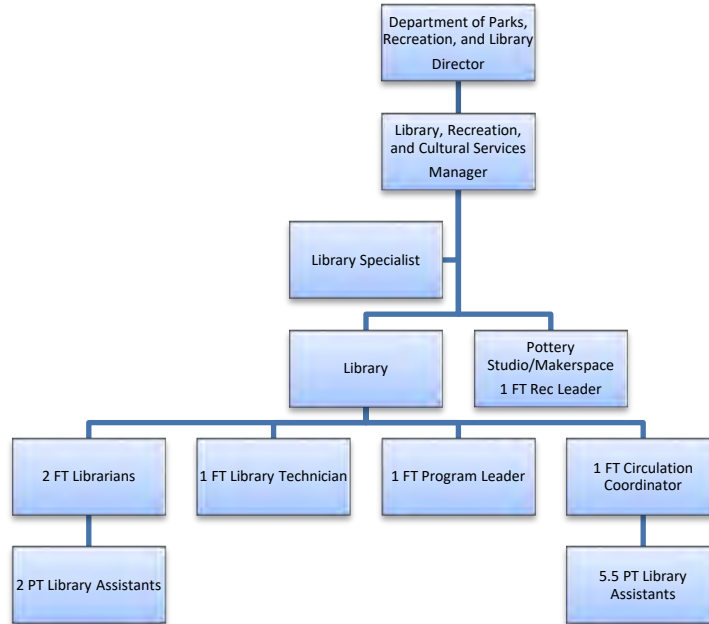 Department of Parks,
Recreation, and Library
Director
Library, Recreation,
and Cultural Services
Manager
Library Specialist
Library
Pottery
Studio/Makerspace
1 FT Rec Leader
2 FT Librarians
1 FT Library Technician
1 FT Program Leader
1 FT Circulation
Coordinator
2 PT Library Assistants
5.5 PT Library
Assistants